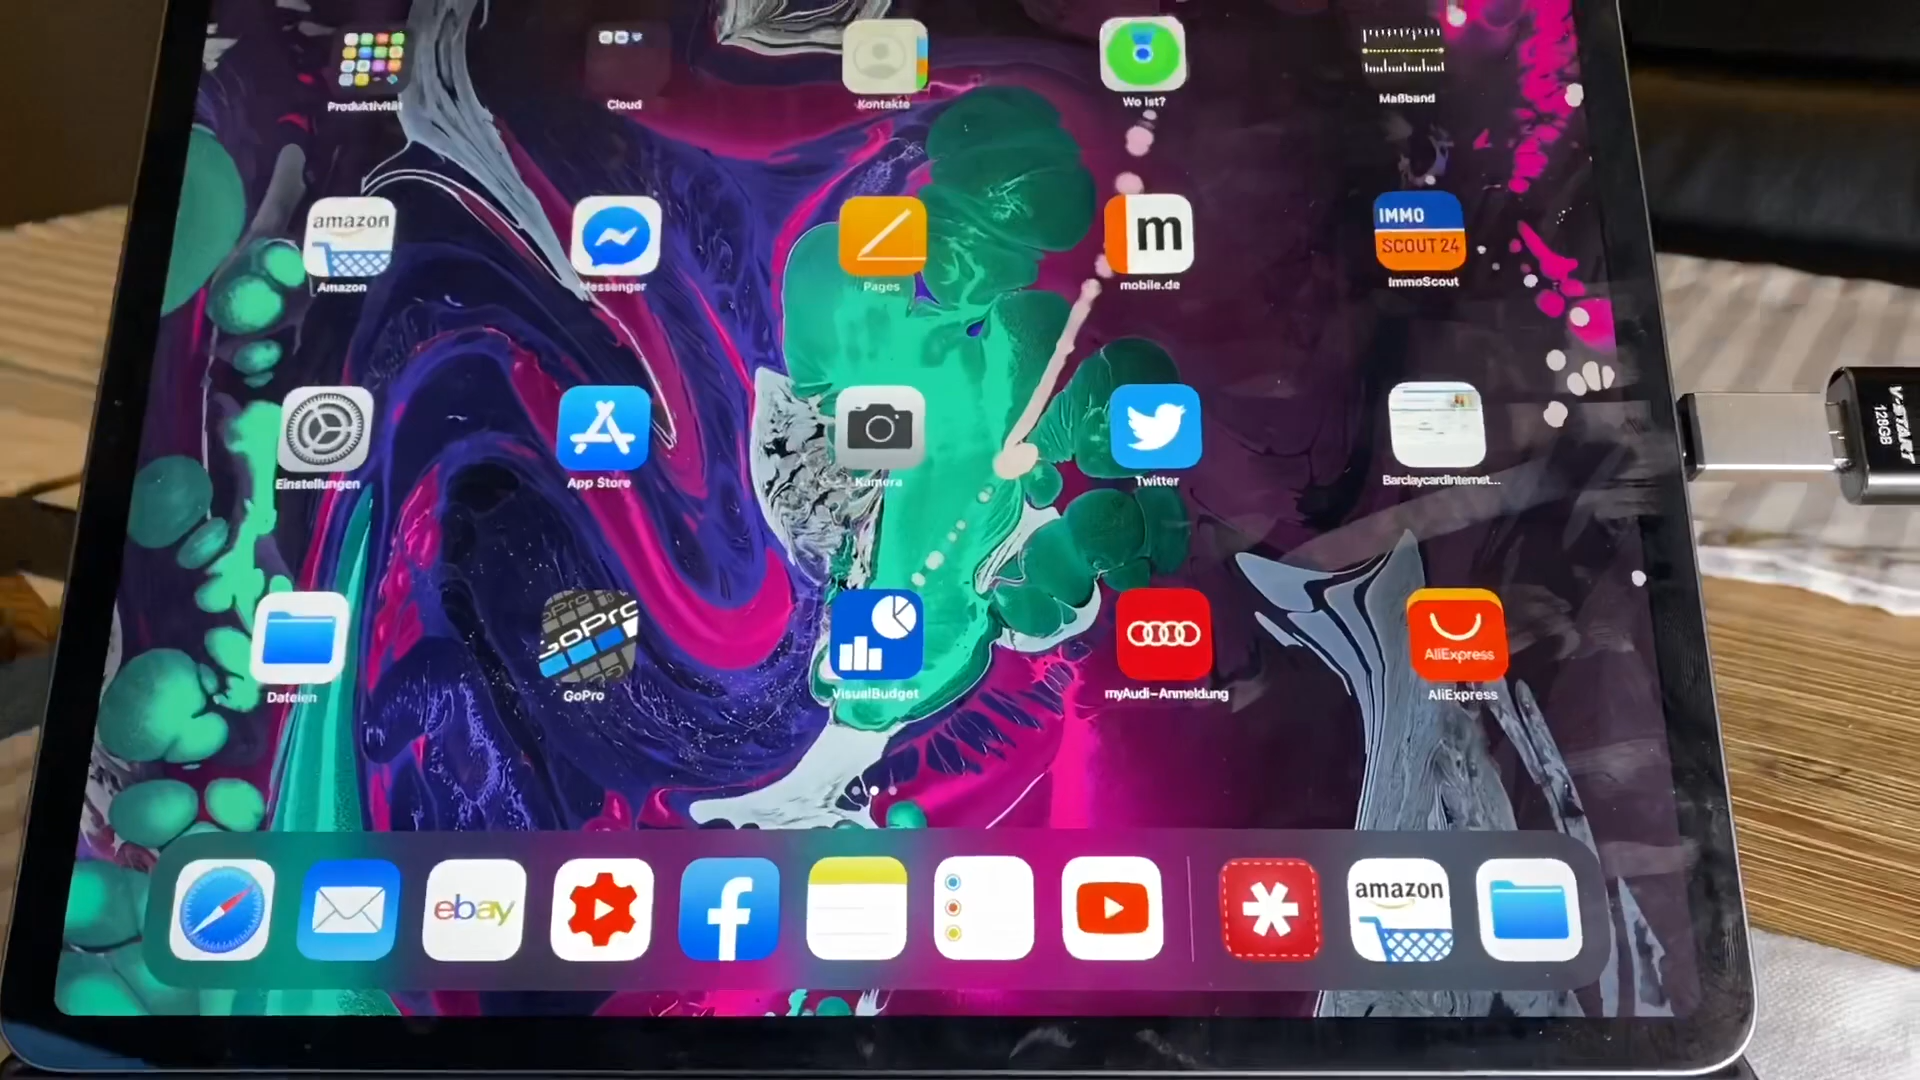 Produktivität
Cloud
Kontakte
Wo ist?
Maßband
amazon
Amazon
Messenger
Pages
m
mobile.de
IMMO
SCOUT 24
ImmoScout
Einstellungen
App Store
Kamera
Twitter
BarclaycardInternet...
V-START
128GB
Dateien
GoPro
GoPro
VisualBudget
myAudi-Anmeldung
AliExpress
AliExpress
ebay
amazon